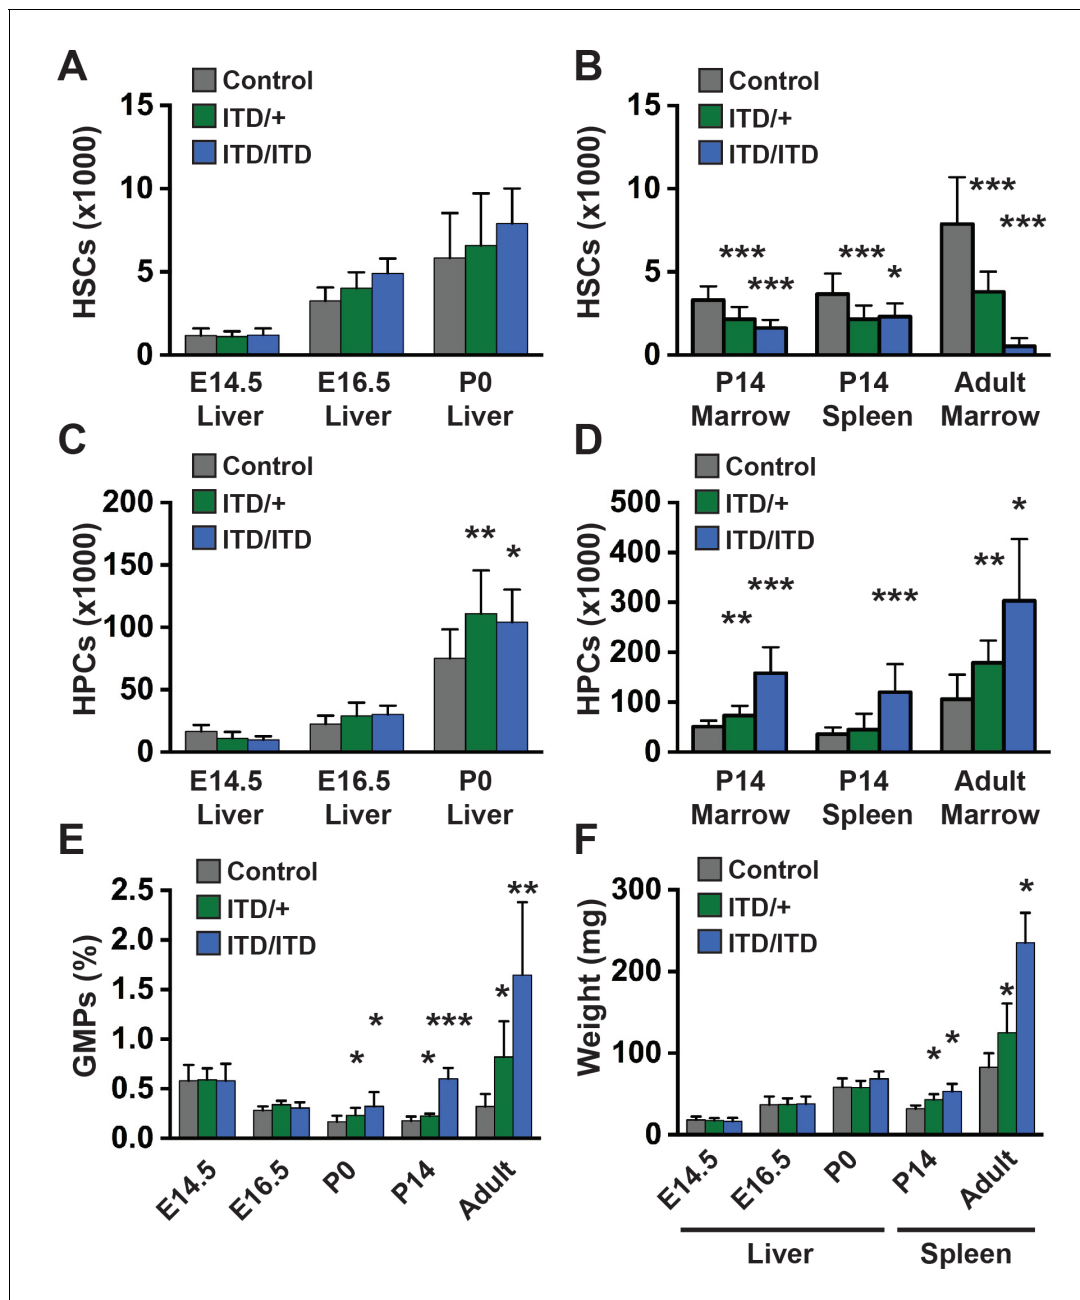 A
Control
ITD/+
ITD/ITD
HSCs (x1000)
15
10
5
0
E14.5 Liver
E16.5 Liver
P0 Liver
B
Control
ITD/+
ITD/ITD
HSCs (x1000)
15
10
5
0
***
***
***
*
***
***
P14 Marrow
P14 Spleen
Adult Marrow
C
Control
ITD/+
ITD/ITD
HPCs (x1000)
200
150
100
50
0
**
*
E14.5 Liver
E16.5 Liver
P0 Liver
D
Control
ITD/+
ITD/ITD
HPCs (x1000)
500
400
300
200
100
0
**
***
***
**
*
P14 Marrow
P14 Spleen
Adult Marrow
E
Control
ITD/+
ITD/ITD
GMPs (%)
2.5
2.0
1.5
1.0
0.5
0.0
*
*
*
***
*
**
E14.5
E16.5
P0
P14
Adult
F
Control
ITD/+
ITD/ITD
Weight (mg)
300
200
100
0
*
*
*
*
E14.5
E16.5
P0
P14
Adult
Liver
Spleen